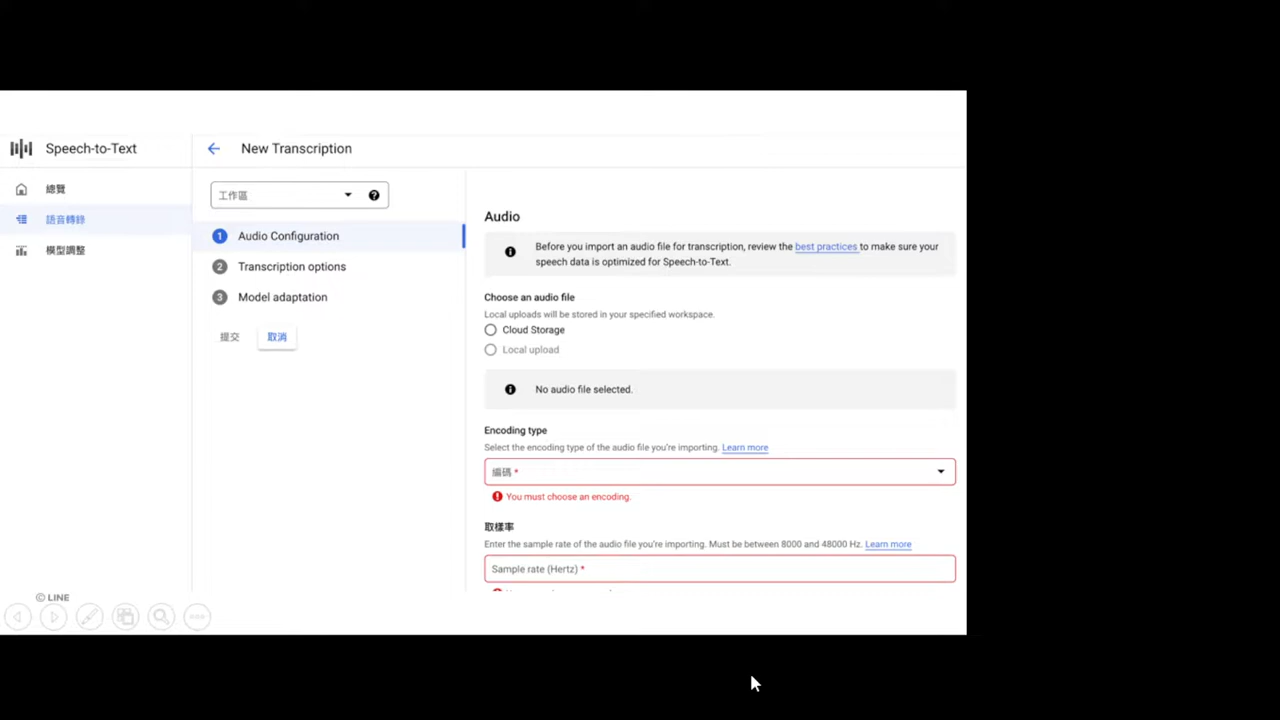 Speech-to-Text
New Transcription
總覽
語音轉錄
模型調整
工作區
1 Audio Configuration
2 Transcription options
3 Model adaptation
提交
取消
Audio
Before you import an audio file for transcription, review the best practices to make sure your
speech data is optimized for Speech-to-Text.
Choose an audio file
Local uploads will be stored in your specified workspace.
Cloud Storage
Local upload
No audio file selected.
Encoding type
Select the encoding type of the audio file you're importing. Learn more
編碼 *
You must choose an encoding.
取樣率
Enter the sample rate of the audio file you're importing. Must be between 8000 and 48000 Hz. Learn more
Sample rate (Hertz) *
© LINE